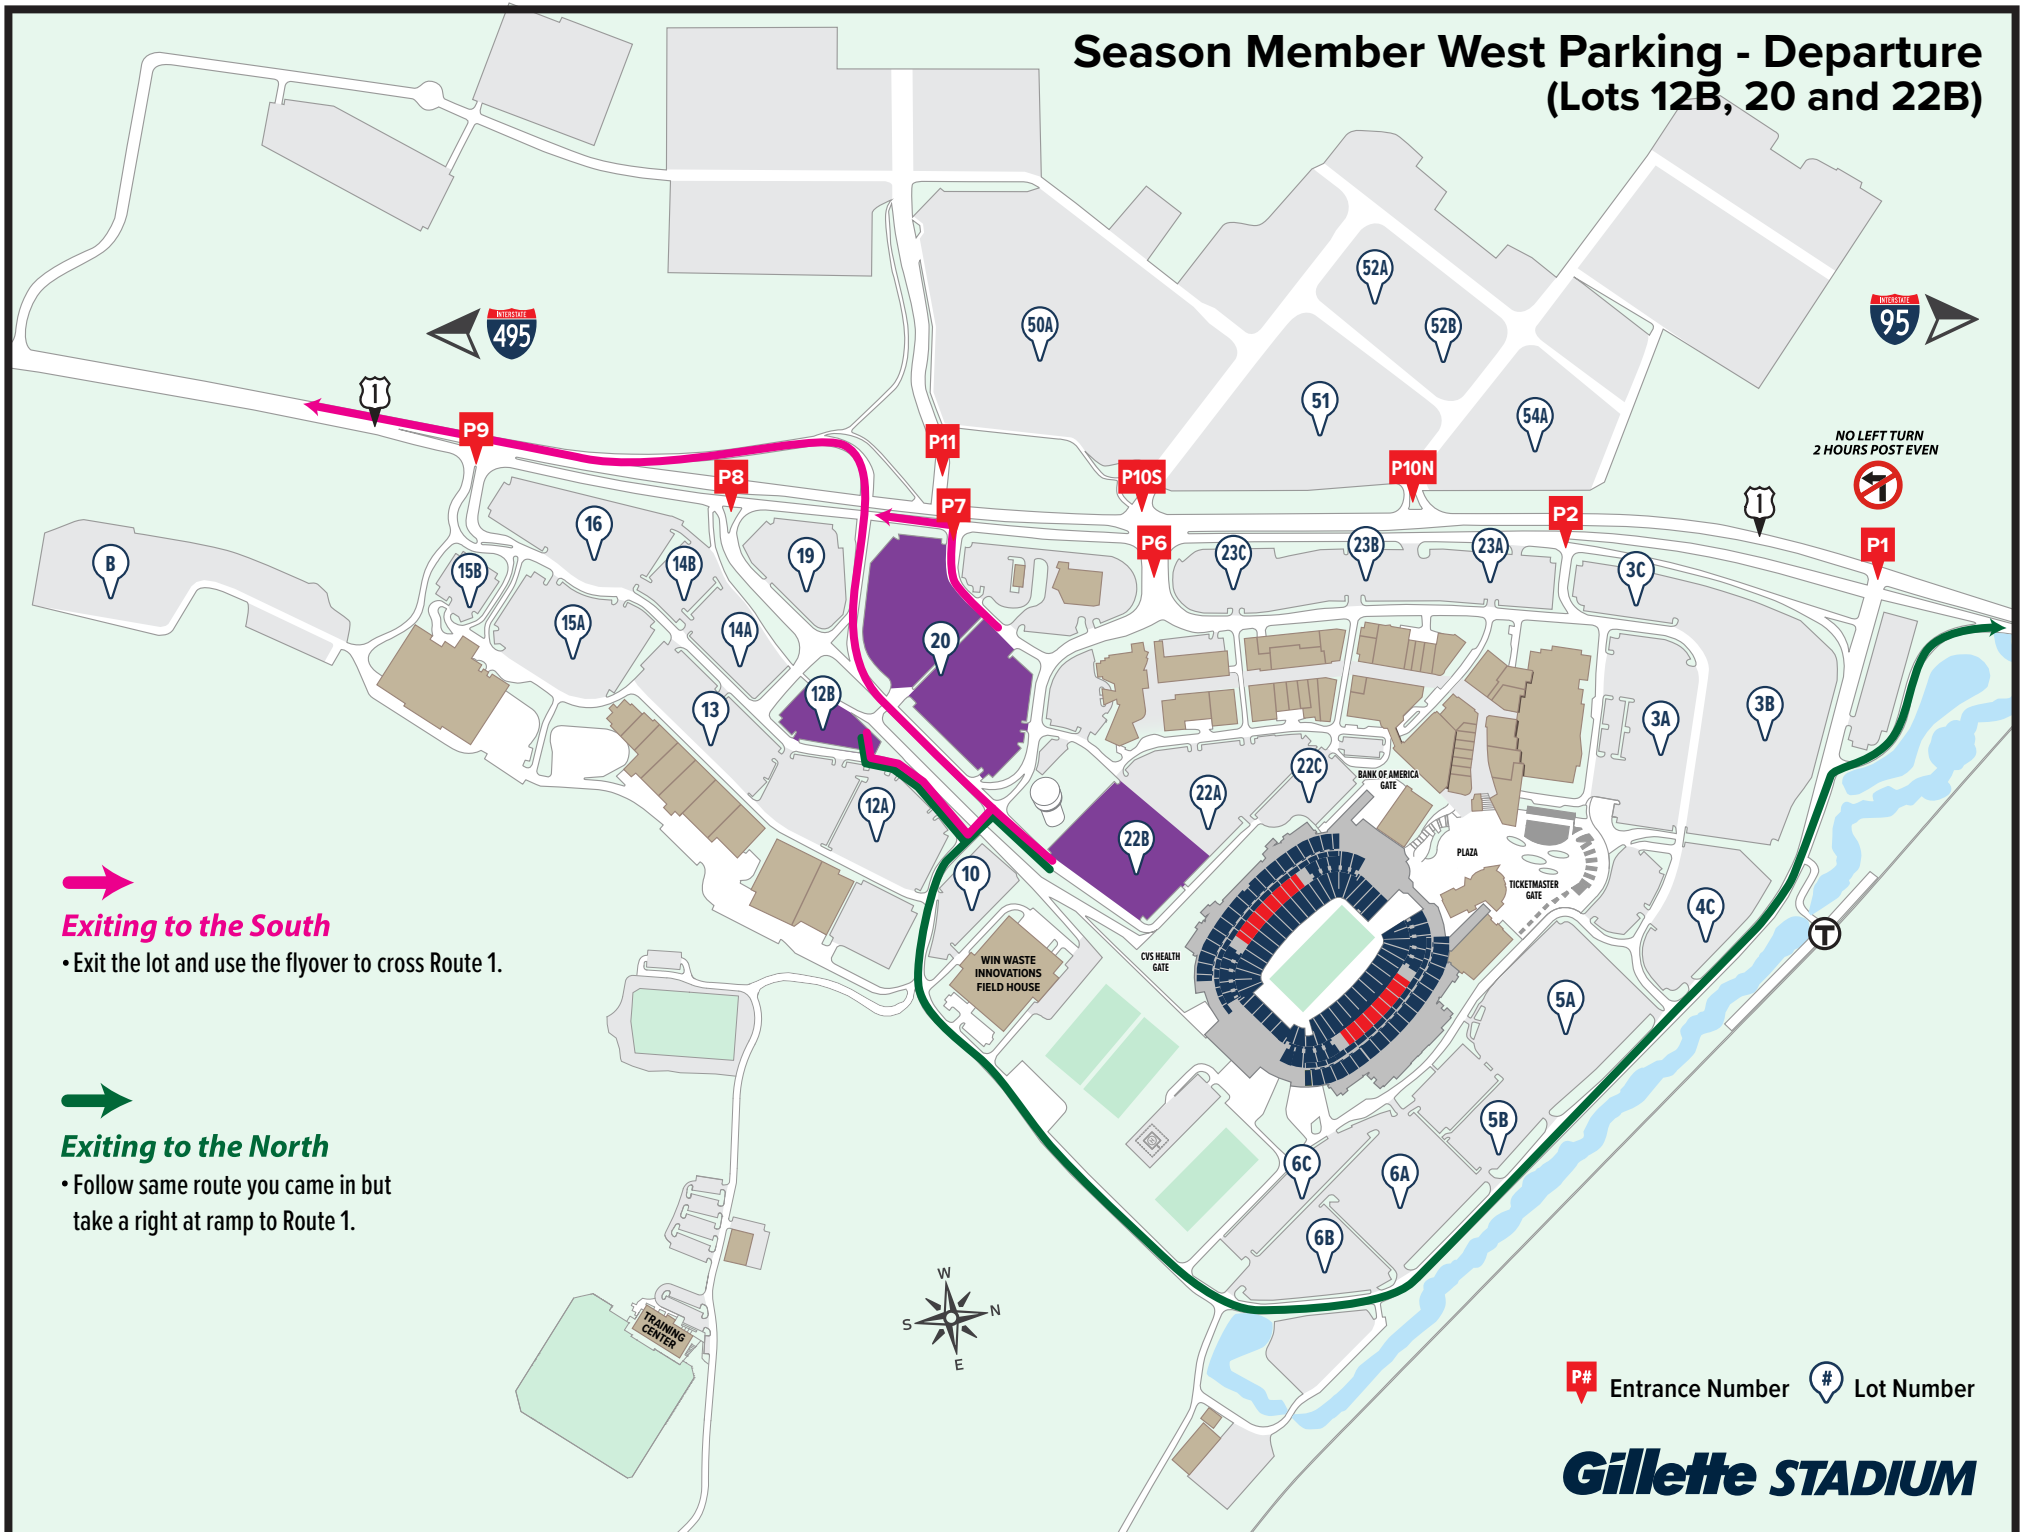 Season Member West Parking - Departure
(Lots 12B, 20 and 22B)
INTERSTATE
495
INTERSTATE
95
52A
52B
50A
51
54A
NO LEFT TURN
2 HOURS POST EVEN
1
P9
P11
P8
P10S
P10N
P7
P2
1
P1
P6
16
14B
19
23C
23B
23A
3C
B
15B
15A
14A
20
12B
13
3A
3B
22C
22A
BANK OF AMERICA
GATE
12A
22B
PLAZA
10
TICKETMASTER
GATE
4C
T
Exiting to the South
• Exit the lot and use the flyover to cross Route 1.
WIN WASTE
INNOVATIONS
FIELD HOUSE
CVS HEALTH
GATE
5A
5B
6C
6A
6B
Exiting to the North
• Follow same route you came in but
take a right at ramp to Route 1.
W
N
S
E
TRAINING
CENTER
P#
Entrance Number
#
Lot Number
Gillette STADIUM